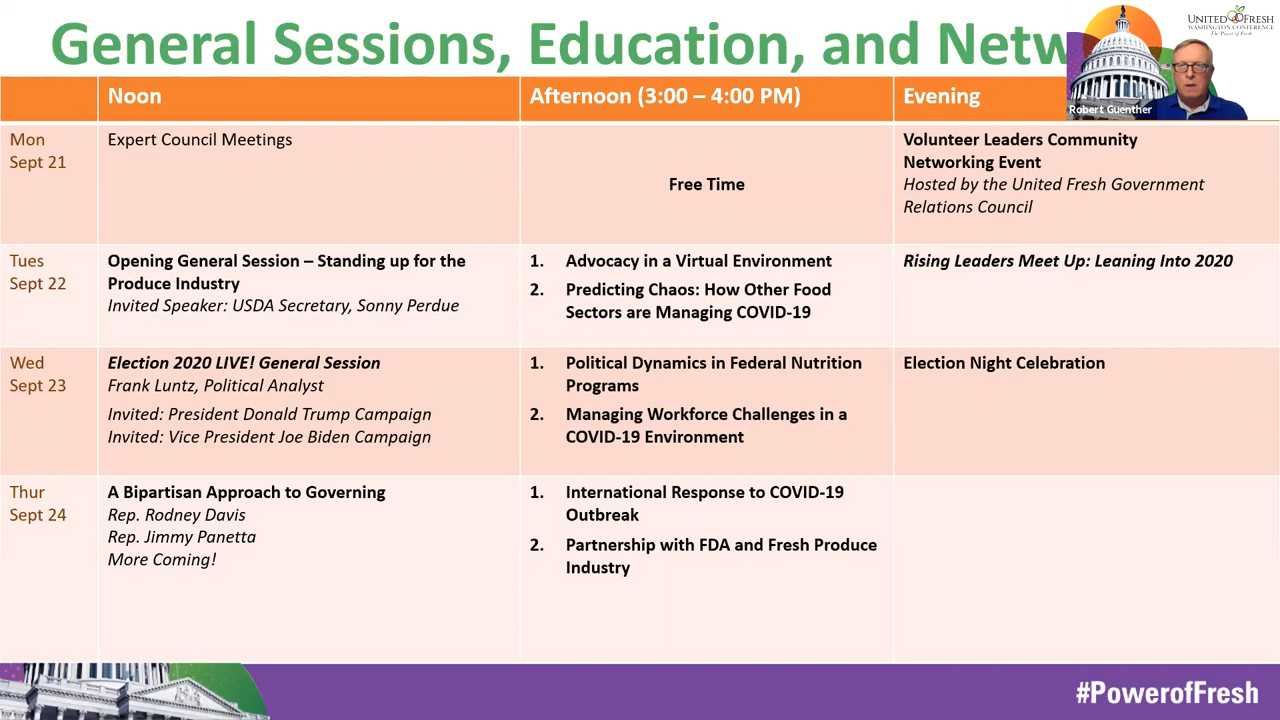 General Sessions, Education, and Netw
UNITED FRESH
WASHINGTON CONFERENCE
The Power of Fresh
Robert Guenther
Noon
Afternoon (3:00 – 4:00 PM)
Evening
Mon
Sept 21
Expert Council Meetings
Free Time
Volunteer Leaders Community
Networking Event
Hosted by the United Fresh Government
Relations Council
Tues
Sept 22
Opening General Session – Standing up for the
Produce Industry
Invited Speaker: USDA Secretary, Sonny Perdue
1. Advocacy in a Virtual Environment
2. Predicting Chaos: How Other Food
Sectors are Managing COVID-19
Rising Leaders Meet Up: Leaning Into 2020
Wed
Sept 23
Election 2020 LIVE! General Session
Frank Luntz, Political Analyst
Invited: President Donald Trump Campaign
Invited: Vice President Joe Biden Campaign
1. Political Dynamics in Federal Nutrition
Programs
2. Managing Workforce Challenges in a
COVID-19 Environment
Election Night Celebration
Thur
Sept 24
A Bipartisan Approach to Governing
Rep. Rodney Davis
Rep. Jimmy Panetta
More Coming!
1. International Response to COVID-19
Outbreak
2. Partnership with FDA and Fresh Produce
Industry
#PowerofFresh